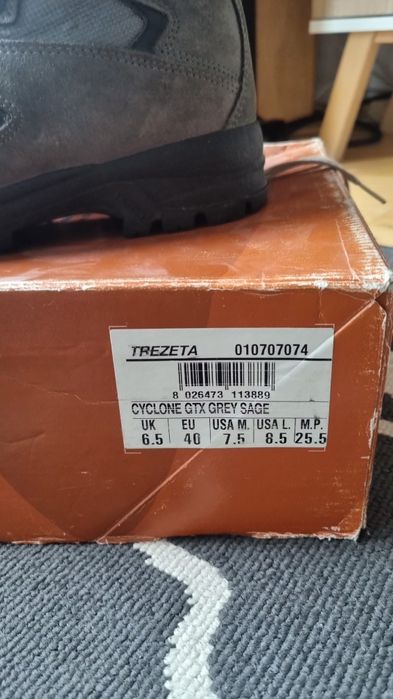 TREZETA 010707074
8 026473 113889
CYCLONE GTX GREY SAGE
UK EU USA M. USA L. M.P.
6.5 40 7.5 8.5 25.5